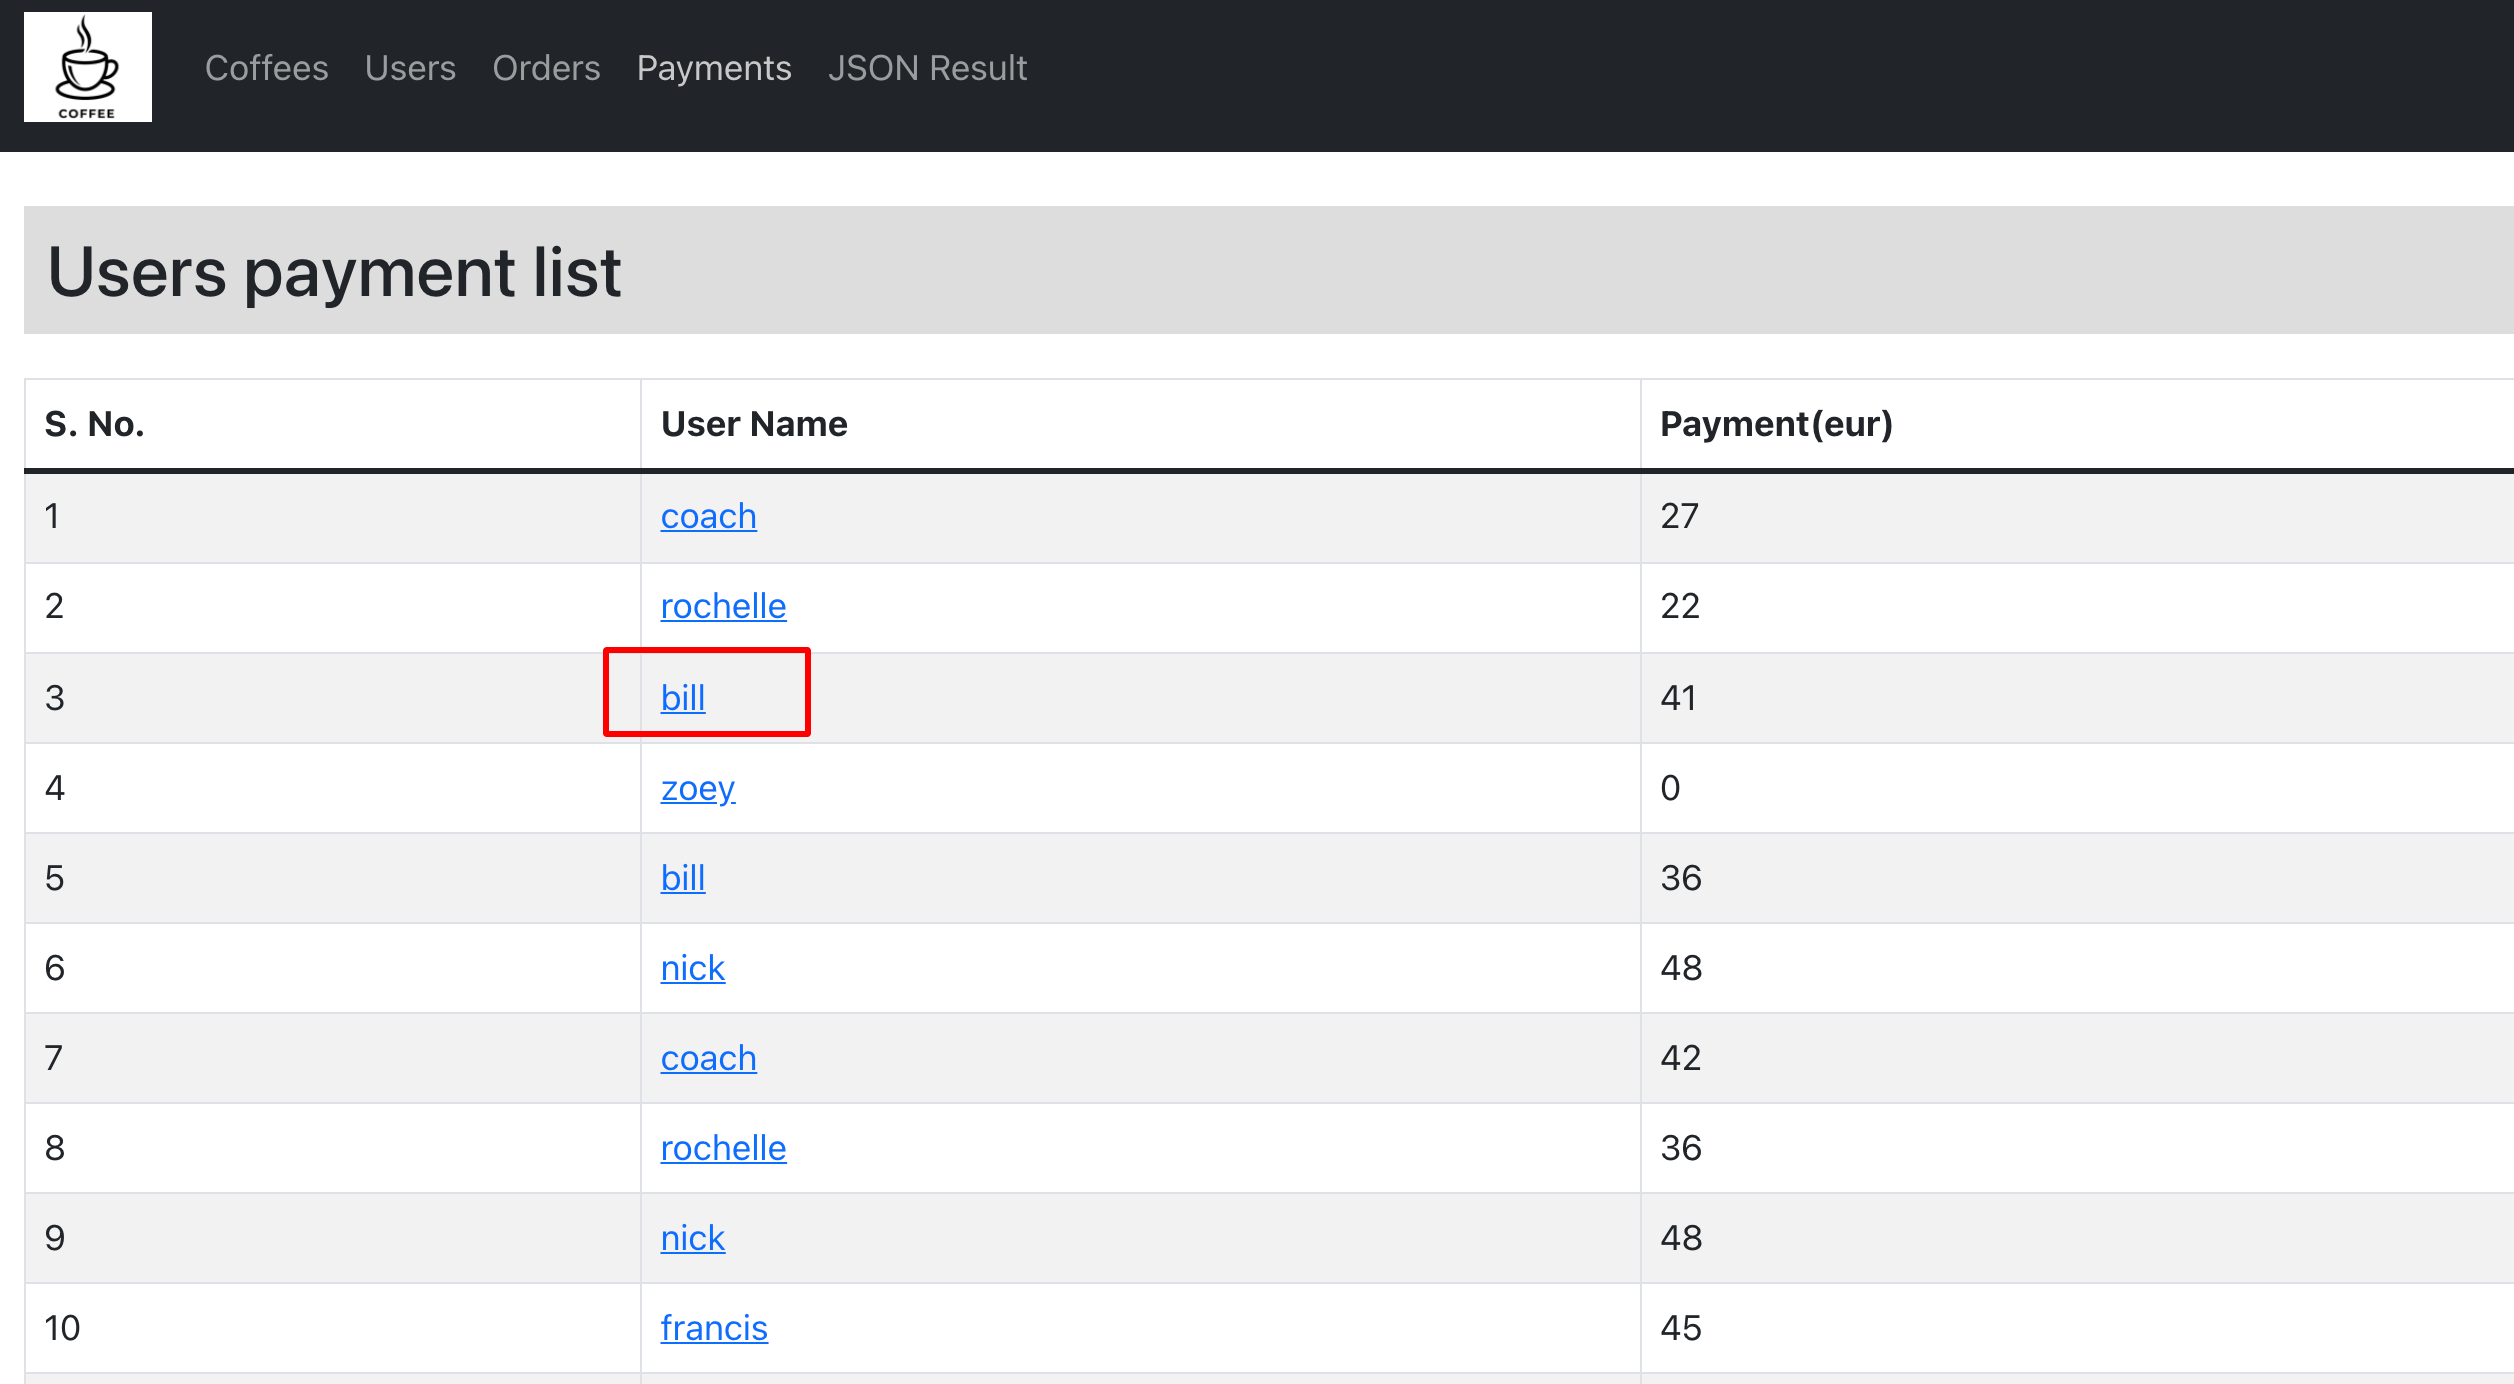 COFFEE
Coffees Users Orders Payments JSON Result
Users payment list
S. No. User Name Payment(eur)
1 coach 27
2 rochelle 22
3 bill 41
4 zoey 0
5 bill 36
6 nick 48
7 coach 42
8 rochelle 36
9 nick 48
10 francis 45